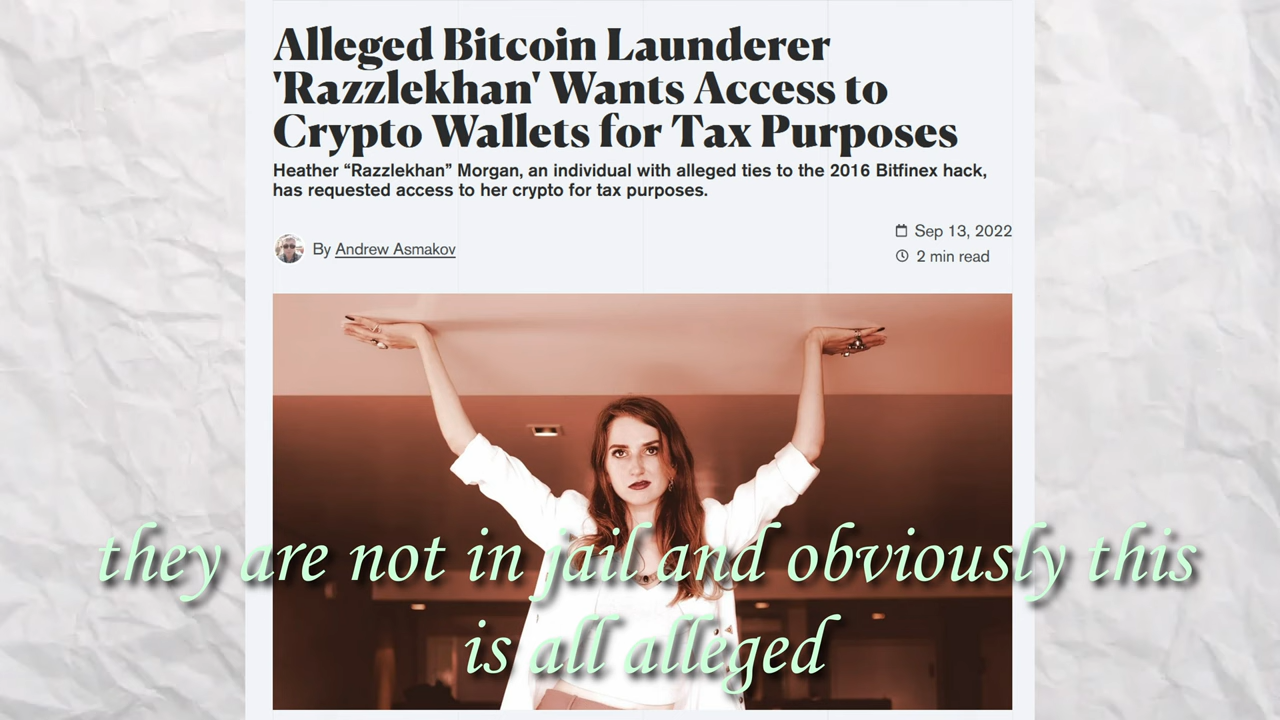 Alleged Bitcoin Launderer
'Razzlekhan' Wants Access to
Crypto Wallets for Tax Purposes
Heather “Razzlekhan” Morgan, an individual with alleged ties to the 2016 Bitfinex hack,
has requested access to her crypto for tax purposes.
By Andrew Asmakov
Sep 13, 2022
2 min read
they are not in jail and obviously this
is all alleged